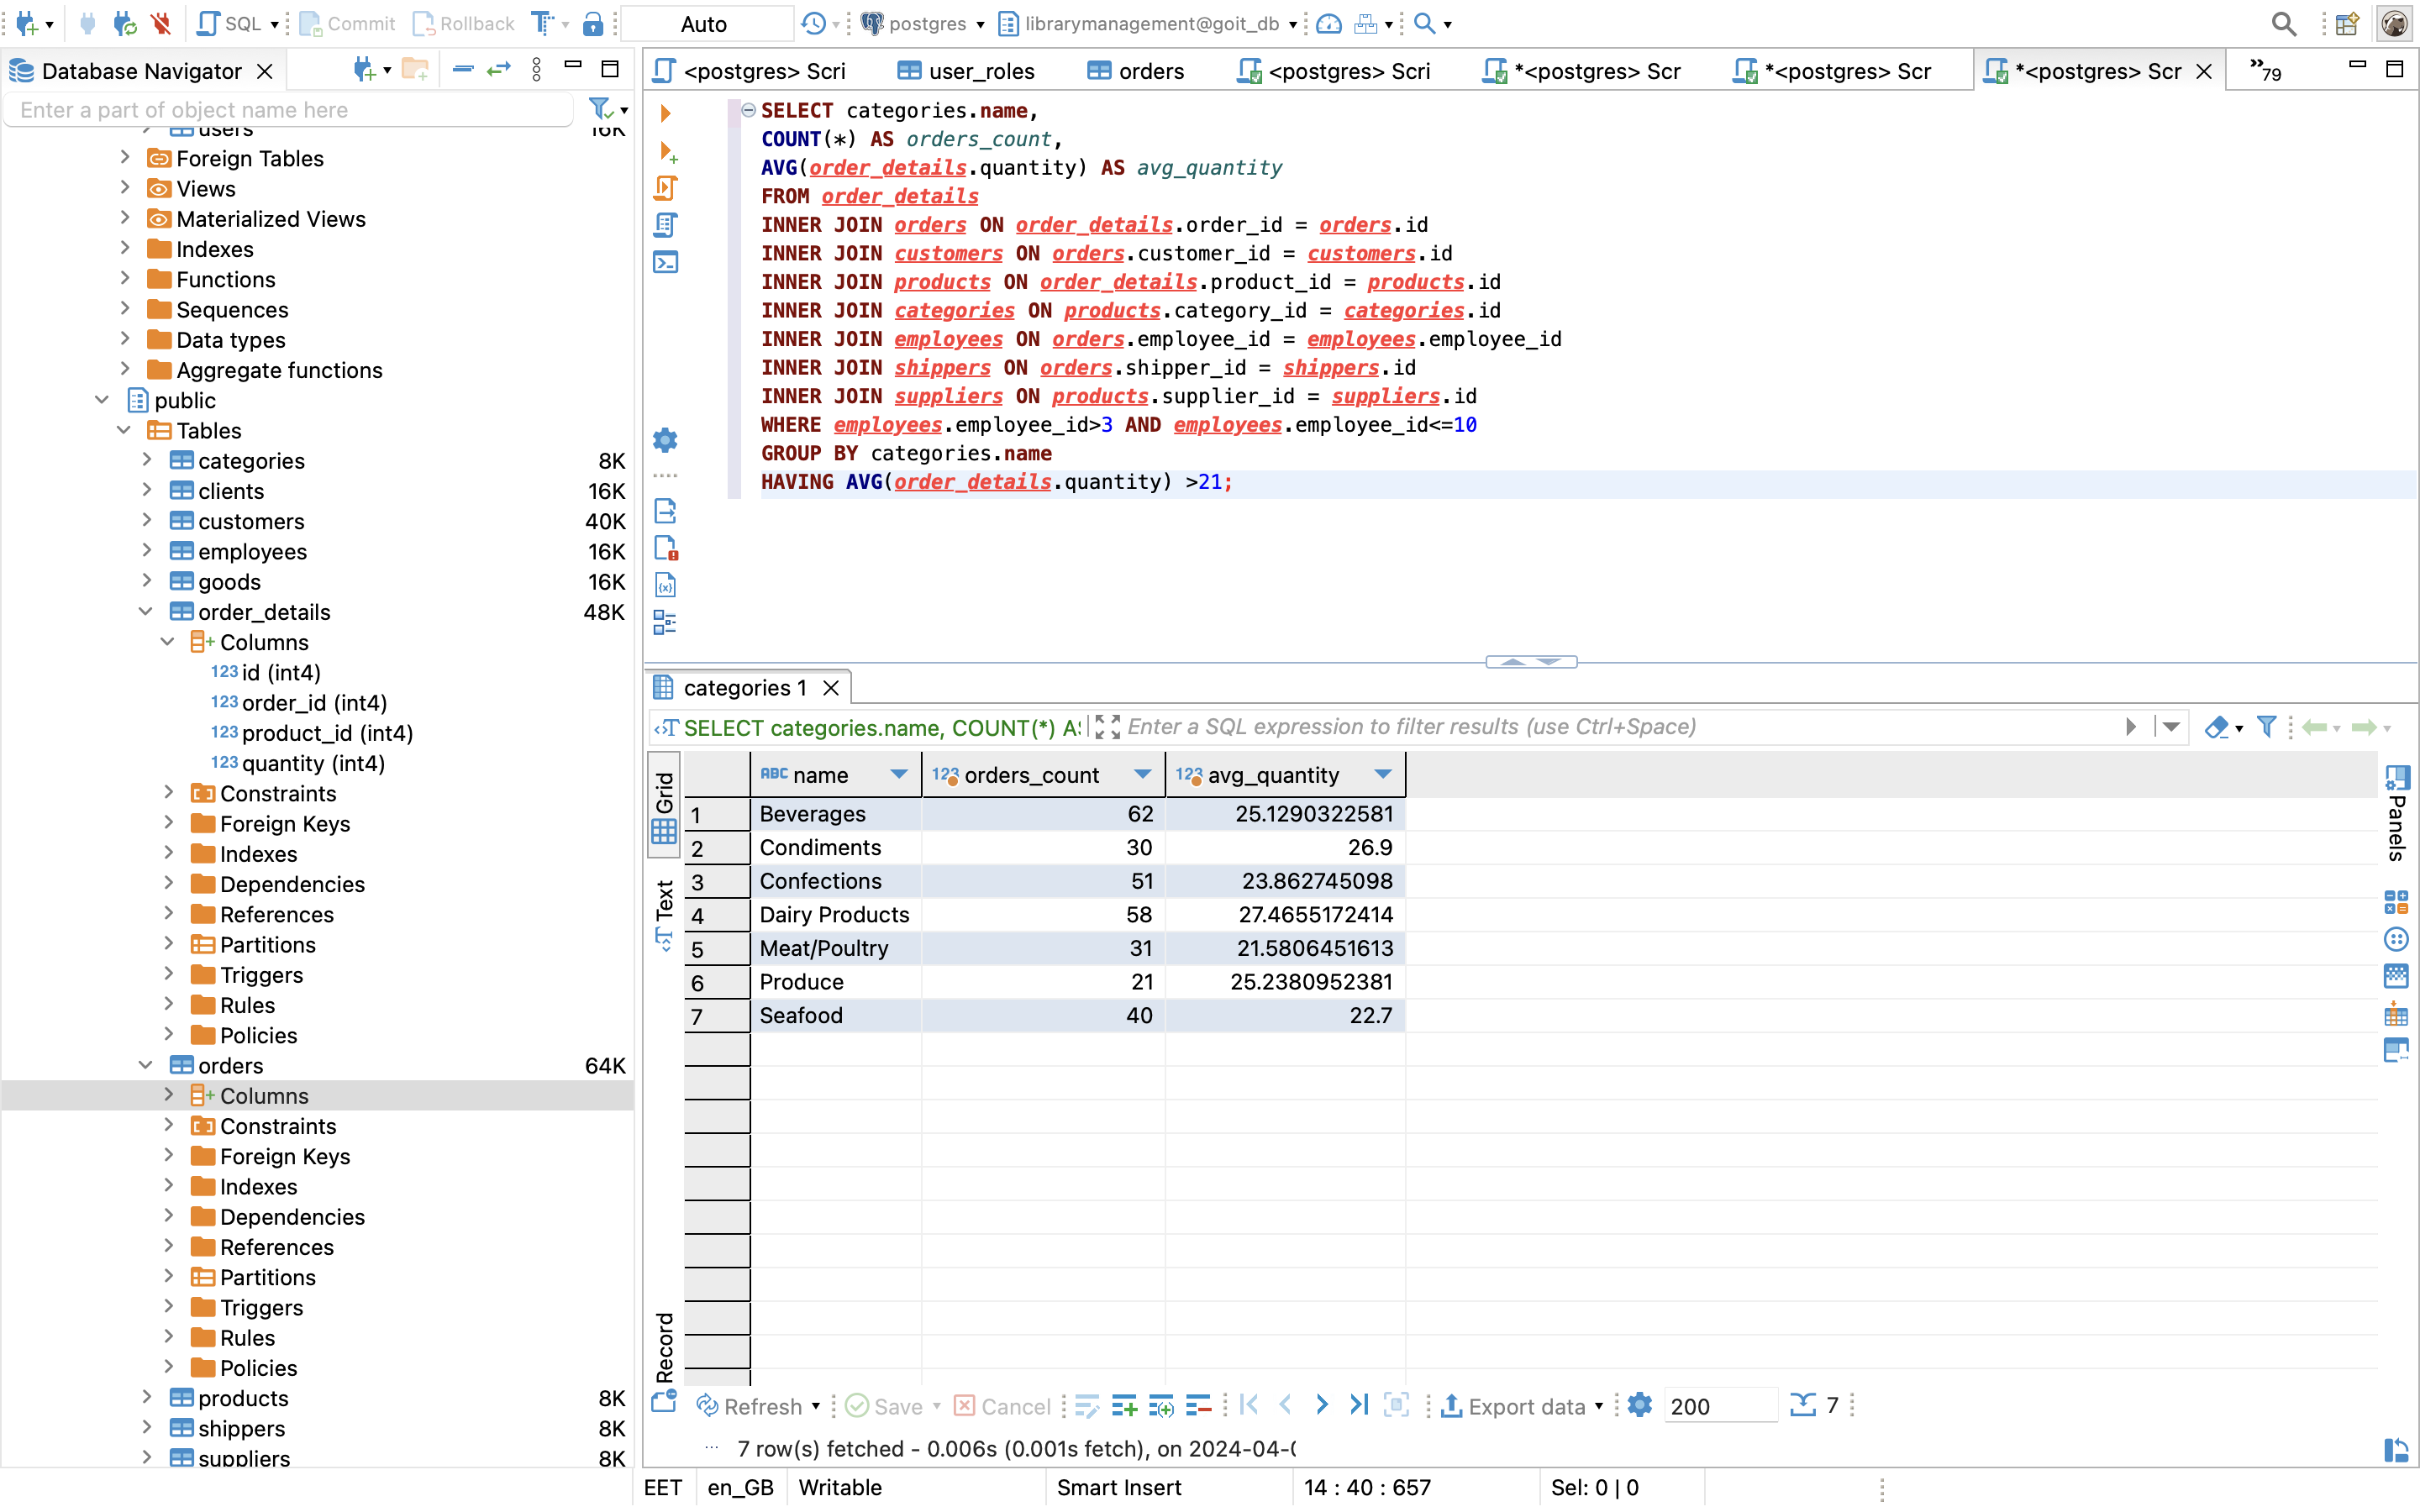 SQL
Commit
Rollback
Auto
postgres
librarymanagement@goit_db
Database Navigator
Enter a part of object name here
users 16K
Foreign Tables
Views
Materialized Views
Indexes
Functions
Sequences
Data types
Aggregate functions
public
Tables
categories 8K
clients 16K
customers 40K
employees 16K
goods 16K
order_details 48K
Columns
123 id (int4)
123 order_id (int4)
123 product_id (int4)
123 quantity (int4)
Constraints
Foreign Keys
Indexes
Dependencies
References
Partitions
Triggers
Rules
Policies
orders 64K
Columns
Constraints
Foreign Keys
Indexes
Dependencies
References
Partitions
Triggers
Rules
Policies
products 8K
shippers 8K
suppliers 8K
<postgres> Scri
user_roles
orders
<postgres> Scri
*<postgres> Scr
*<postgres> Scr
*<postgres> Scr
»79
SELECT categories.name,
COUNT(*) AS orders_count,
AVG(order_details.quantity) AS avg_quantity
FROM order_details
INNER JOIN orders ON order_details.order_id = orders.id
INNER JOIN customers ON orders.customer_id = customers.id
INNER JOIN products ON order_details.product_id = products.id
INNER JOIN categories ON products.category_id = categories.id
INNER JOIN employees ON orders.employee_id = employees.employee_id
INNER JOIN shippers ON orders.shipper_id = shippers.id
INNER JOIN suppliers ON products.supplier_id = suppliers.id
WHERE employees.employee_id>3 AND employees.employee_id<=10
GROUP BY categories.name
HAVING AVG(order_details.quantity) >21;
categories 1
SELECT categories.name, COUNT(*) A
Enter a SQL expression to filter results (use Ctrl+Space)
Grid
Text
Record
Panels
ABC name 123 orders_count 123 avg_quantity
1 Beverages 62 25.1290322581
2 Condiments 30 26.9
3 Confections 51 23.862745098
4 Dairy Products 58 27.4655172414
5 Meat/Poultry 31 21.5806451613
6 Produce 21 25.2380952381
7 Seafood 40 22.7
Refresh
Save
Cancel
Export data
200
7
7 row(s) fetched - 0.006s (0.001s fetch), on 2024-04-
EET
en_GB
Writable
Smart Insert
14 : 40 : 657
Sel: 0 | 0